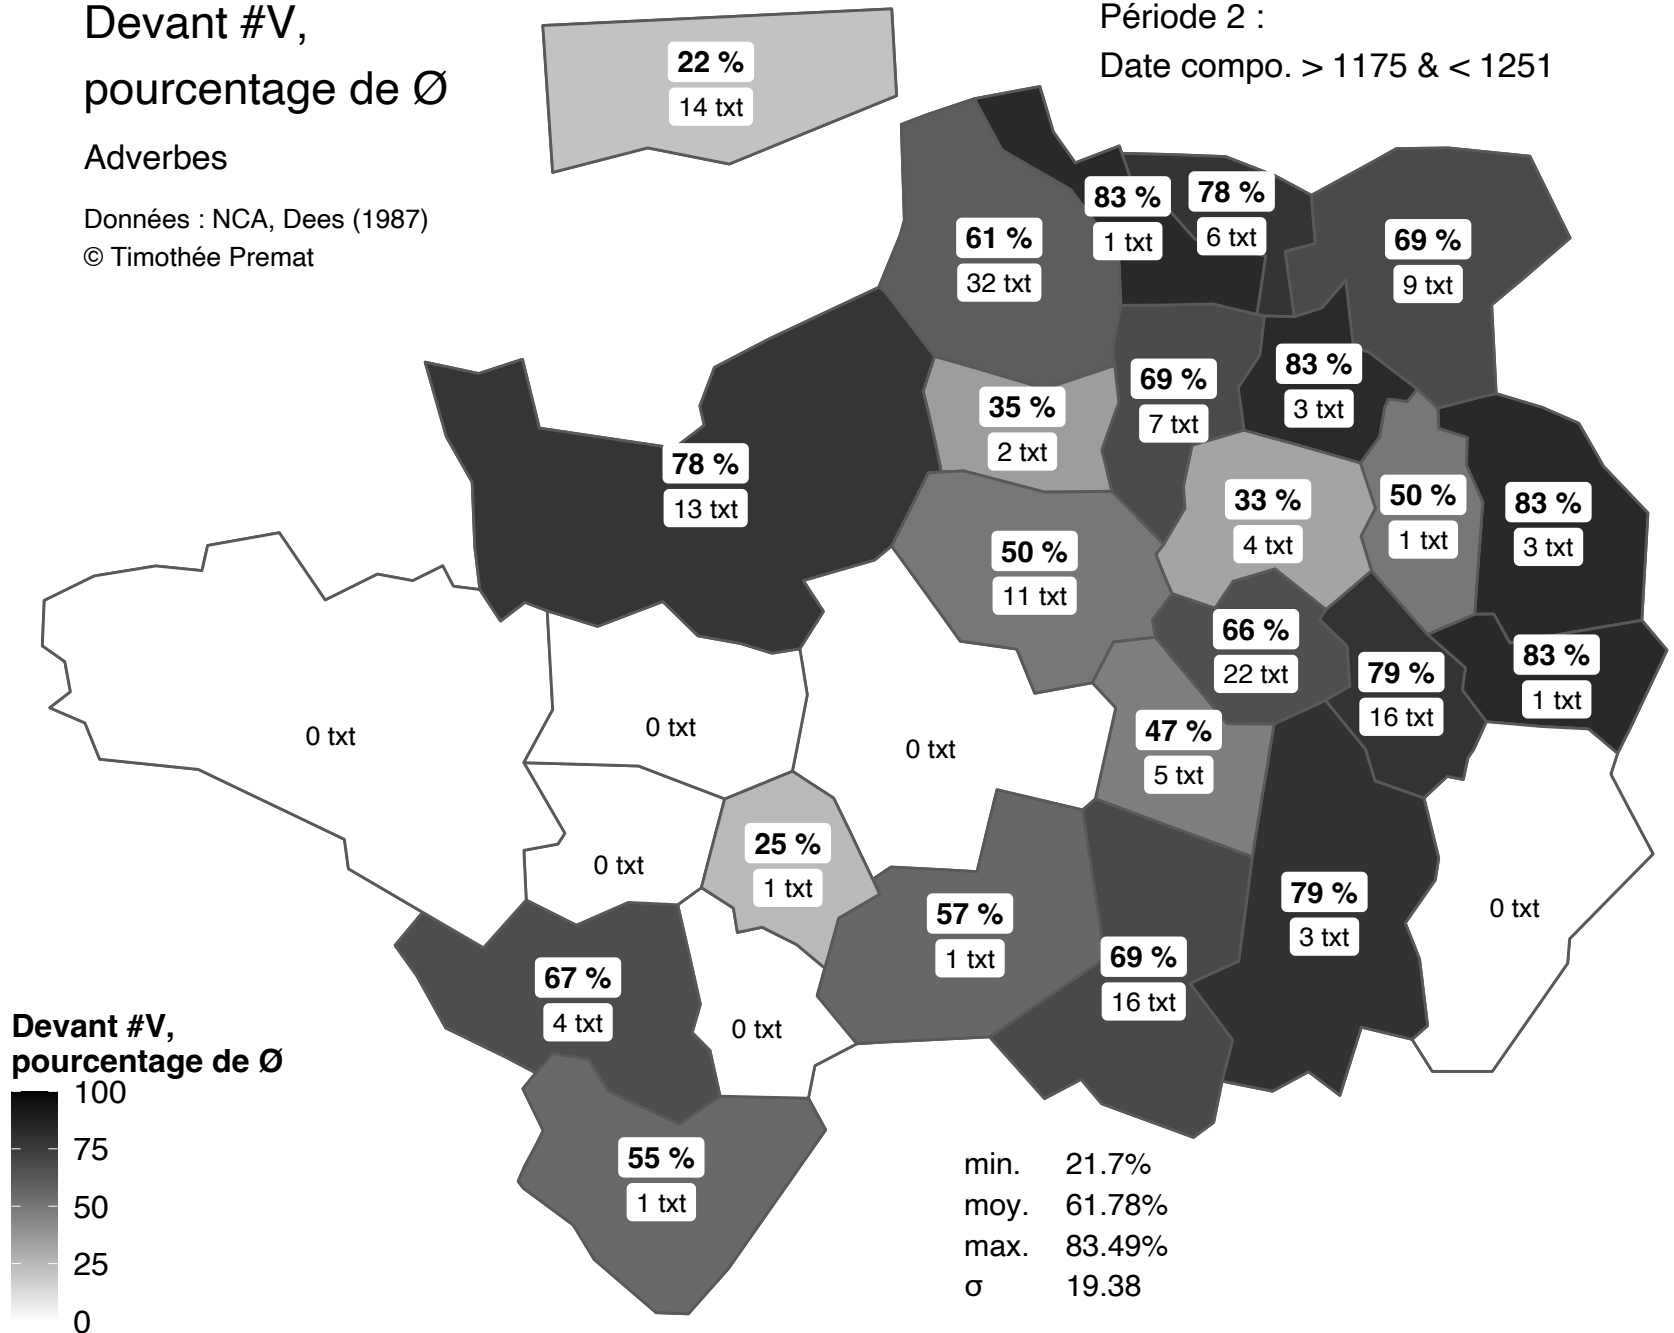 Devant #V,
pourcentage de Ø
Adverbes
Données : NCA, Dees (1987)
© Timothée Premat
Période 2 :
Date compo. > 1175 & < 1251
22 %
14 txt
83 %
1 txt
78 %
6 txt
61 %
32 txt
69 %
9 txt
35 %
2 txt
69 %
7 txt
83 %
3 txt
78 %
13 txt
33 %
4 txt
50 %
1 txt
83 %
3 txt
50 %
11 txt
66 %
22 txt
79 %
16 txt
83 %
1 txt
0 txt
0 txt
0 txt
47 %
5 txt
0 txt
25 %
1 txt
57 %
1 txt
69 %
16 txt
79 %
3 txt
0 txt
67 %
4 txt
0 txt
55 %
1 txt
Devant #V,
pourcentage de Ø
100
75
50
25
0
min. 21.7%
moy. 61.78%
max. 83.49%
σ 19.38